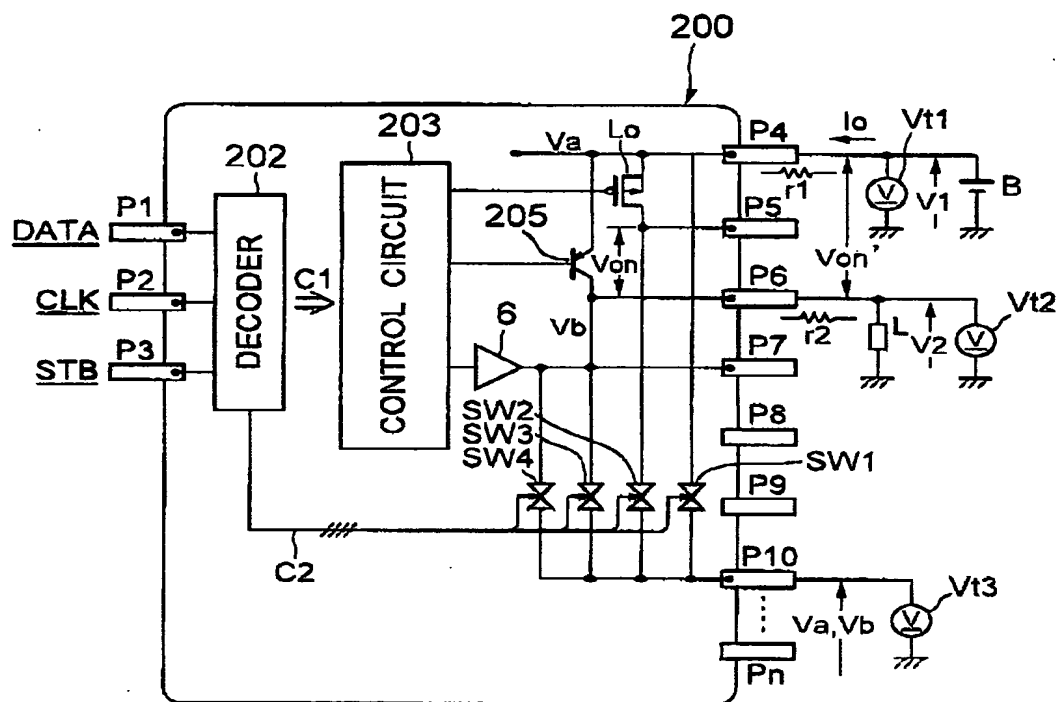 200
203
202
Lo
Va
P4
Io
Vt1
r1
V1
B
P1
DATA
205
P5
Von
Von'
C1
P2
CLK
DECODER
CONTROL CIRCUIT
P6
Vt2
Vb
r2
L
V2
6
P3
STB
P7
SW2
SW3
SW4
P8
SW1
P9
C2
P10
Vt3
Va,Vb
Pn
V
V
V